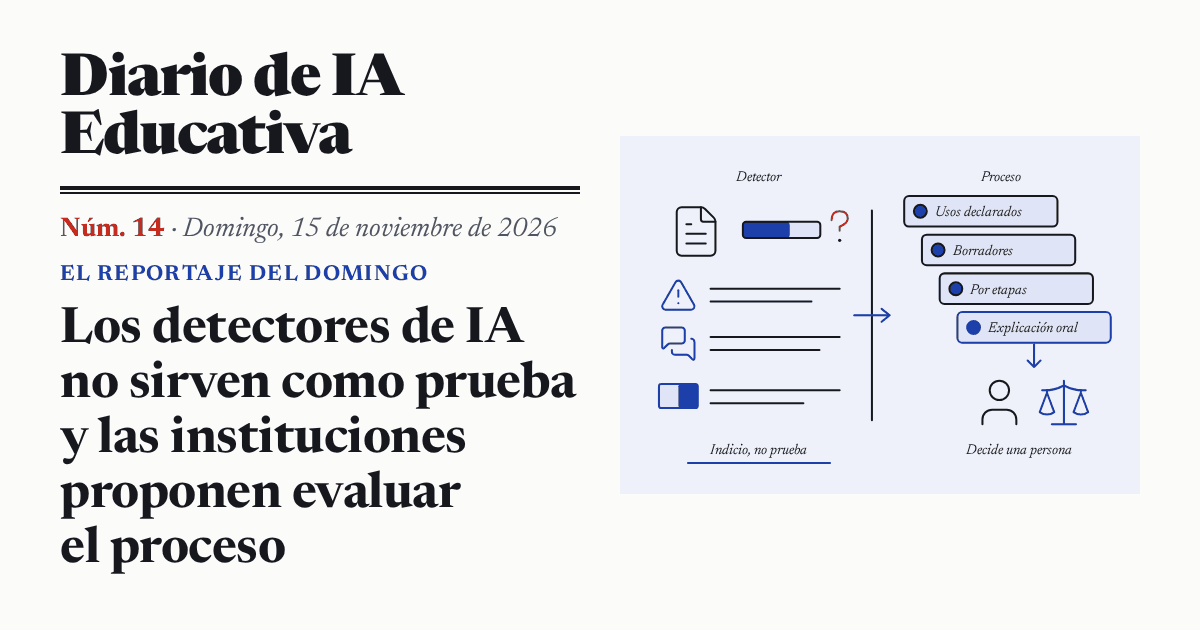 Diario de IA
Educativa
Núm. 14 · Domingo, 15 de noviembre de 2026
EL REPORTAJE DEL DOMINGO
Los detectores de IA
no sirven como prueba
y las instituciones
proponen evaluar
el proceso
Detector
?
Indicio, no prueba
Proceso
Usos declarados
Borradores
Por etapas
Explicación oral
Decide una persona